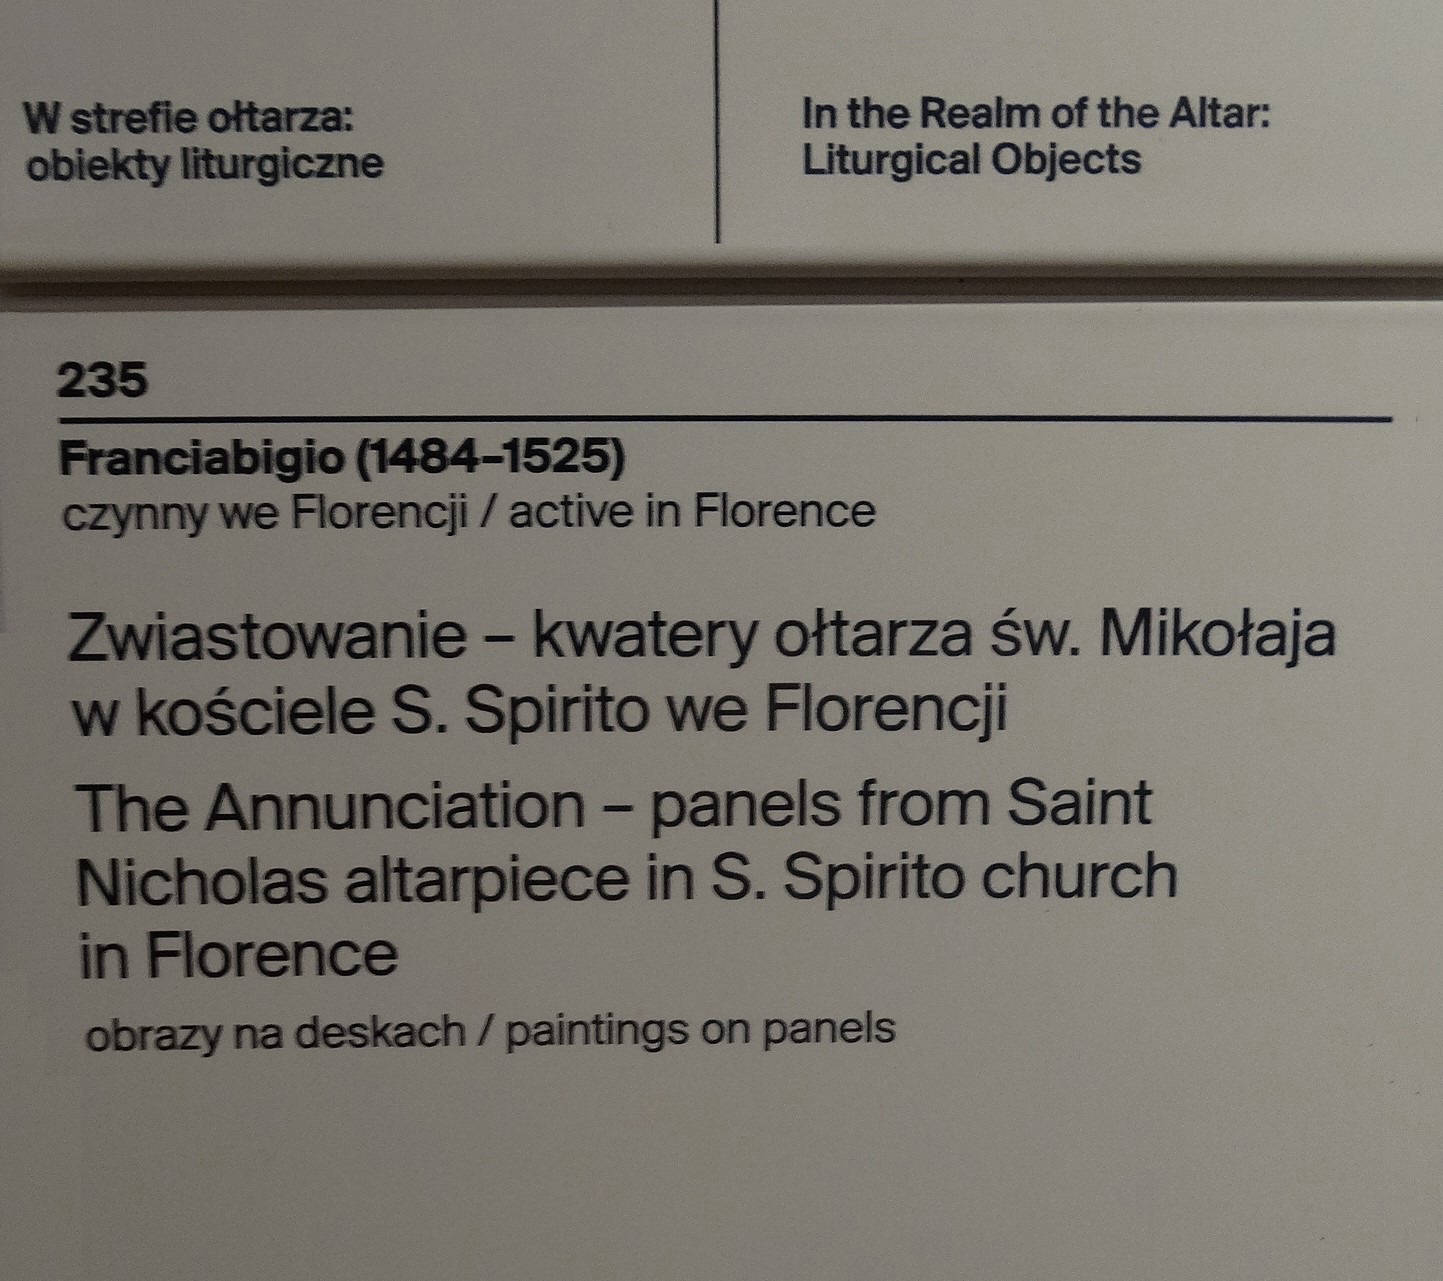 W strefie ołtarza:
obiekty liturgiczne
In the Realm of the Altar:
Liturgical Objects
235
Franciabigio (1484–1525)
czynny we Florencji / active in Florence
Zwiastowanie – kwatery ołtarza św. Mikołaja
w kościele S. Spirito we Florencji
The Annunciation – panels from Saint
Nicholas altarpiece in S. Spirito church
in Florence
obrazy na deskach / paintings on panels